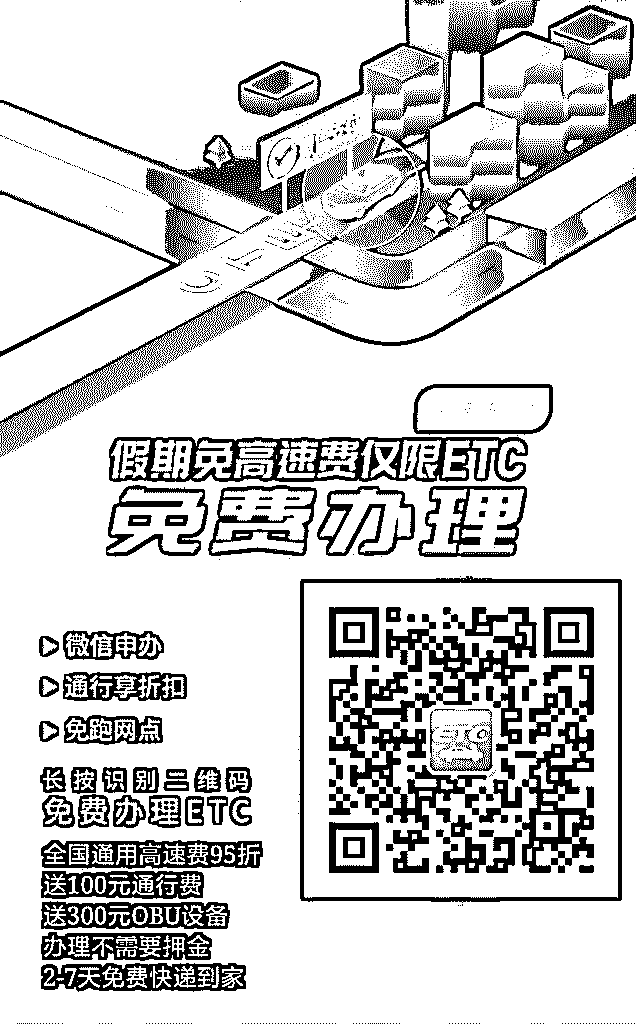 ETC
假期免高速费仅限ETC
免费办理
微信申办
通行享折扣
免跑网点
ETC
长按识别二维码
免费办理ETC
全国通用高速费95折
送100元通行费
送300元OBU设备
办理不需要押金
2-7天免费快递到家